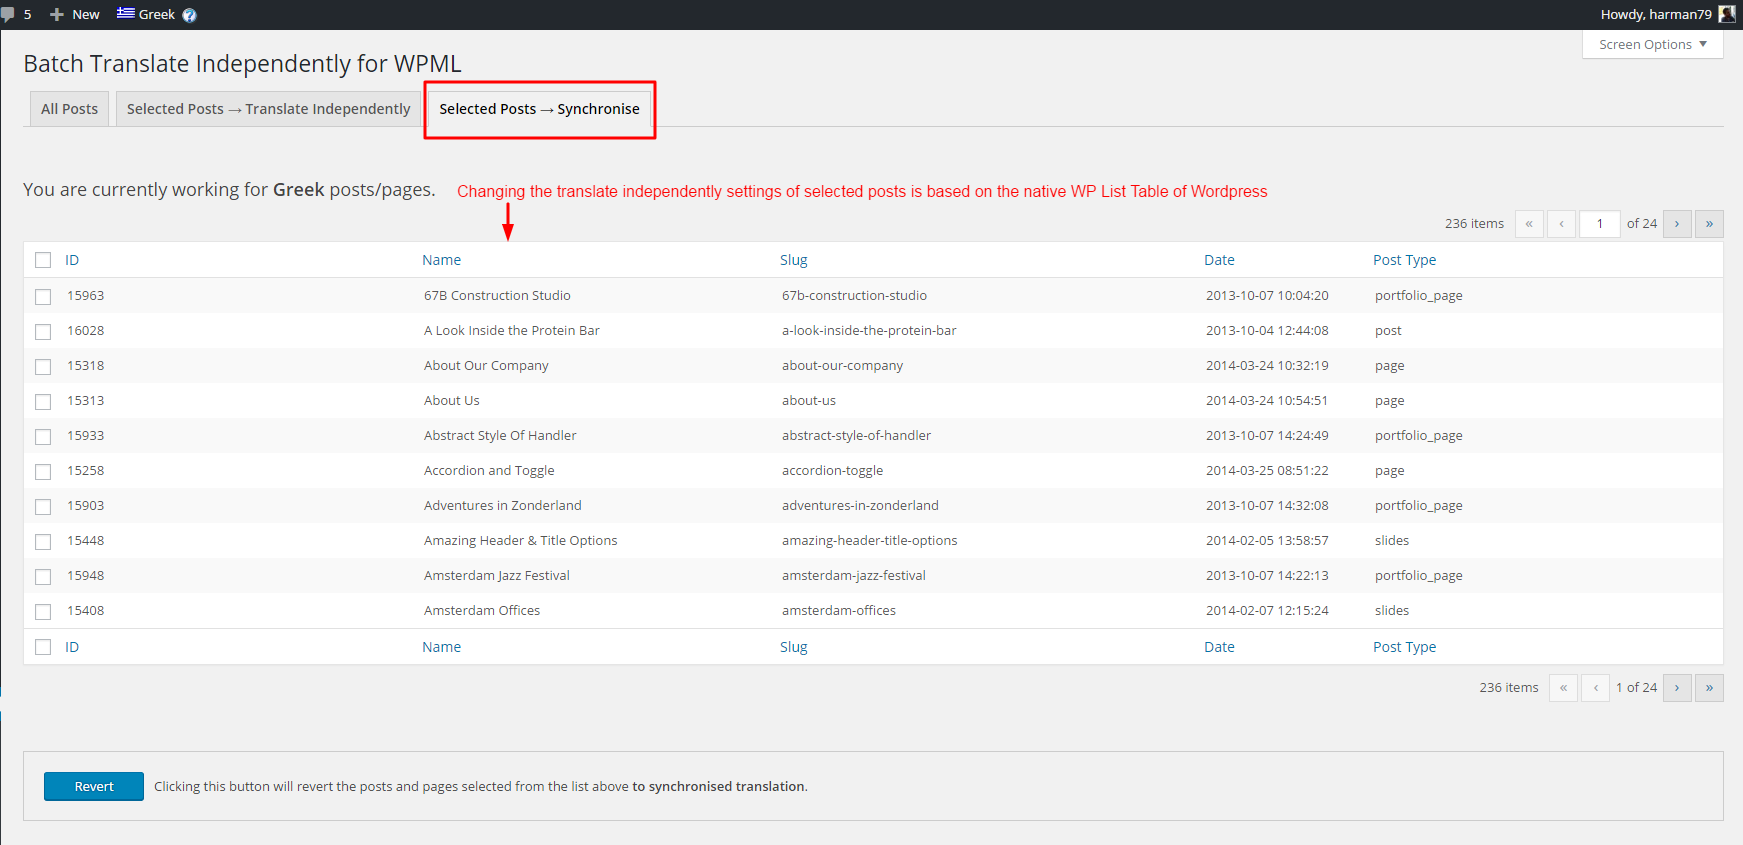 5 New Greek ? Howdy, harman79
Screen Options ▼
Batch Translate Independently for WPML
All Posts Selected Posts → Translate Independently Selected Posts → Synchronise
You are currently working for Greek posts/pages. Changing the translate independently settings of selected posts is based on the native WP List Table of Wordpress
236 items « ‹ 1 of 24 › »
ID Name Slug Date Post Type
15963 67B Construction Studio 67b-construction-studio 2013-10-07 10:04:20 portfolio_page
16028 A Look Inside the Protein Bar a-look-inside-the-protein-bar 2013-10-04 12:44:08 post
15318 About Our Company about-our-company 2014-03-24 10:32:19 page
15313 About Us about-us 2014-03-24 10:54:51 page
15933 Abstract Style Of Handler abstract-style-of-handler 2013-10-07 14:24:49 portfolio_page
15258 Accordion and Toggle accordion-toggle 2014-03-25 08:51:22 page
15903 Adventures in Zonderland adventures-in-zonderland 2013-10-07 14:32:08 portfolio_page
15448 Amazing Header & Title Options amazing-header-title-options 2014-02-05 13:58:57 slides
15948 Amsterdam Jazz Festival amsterdam-jazz-festival 2013-10-07 14:22:13 portfolio_page
15408 Amsterdam Offices amsterdam-offices 2014-02-07 12:15:24 slides
ID Name Slug Date Post Type
236 items « ‹ 1 of 24 › »
Revert Clicking this button will revert the posts and pages selected from the list above to synchronised translation.